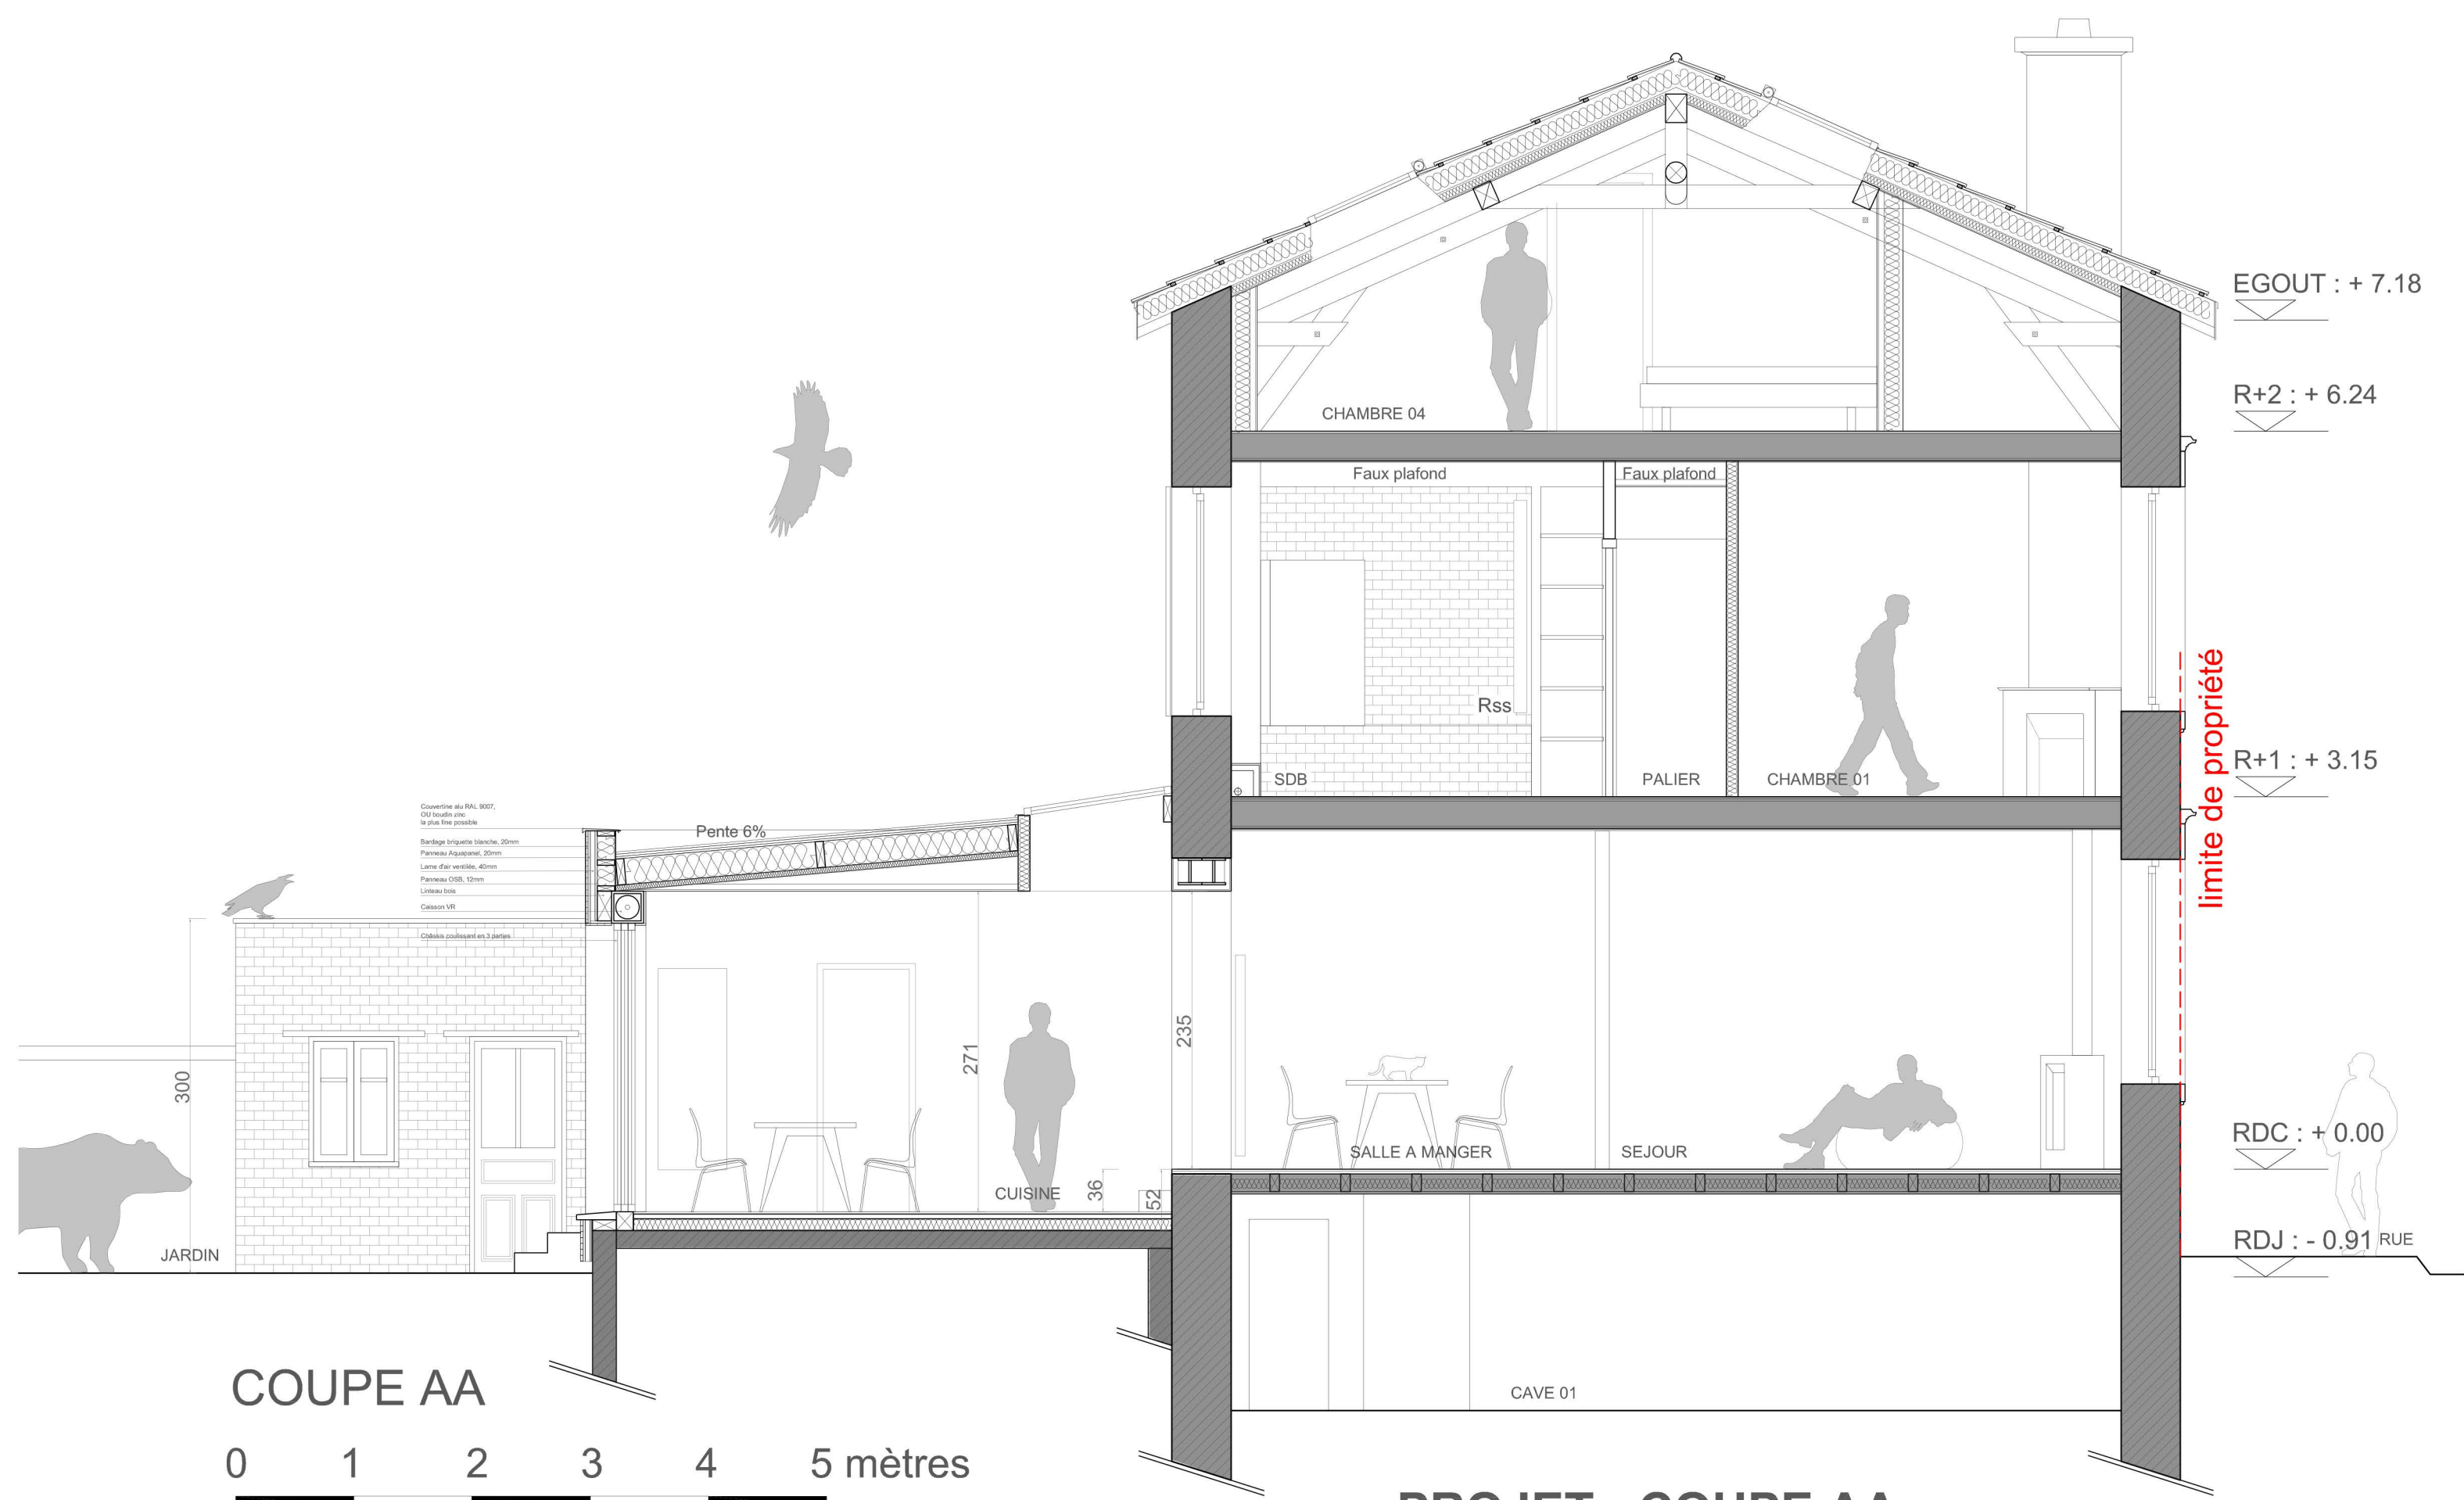 EGOUT : + 7.18
R+2 : + 6.24
CHAMBRE 04
Faux plafond
Faux plafond
limite de propriété
Rss
R+1 : + 3.15
SDB
PALIER
CHAMBRE 01
Couvertine alu RAL 9007,
OU boudin zinc
la plus fine possible
Pente 6%
Bardage briquette blanche, 20mm
Panneau Aquapanel, 20mm
Lame d'air ventilée, 40mm
Panneau OSB, 12mm
Linteau bois
Caisson VR
Châssis coulissant en 3 parties
300
271
235
RDC : + 0.00
SALLE A MANGER
SEJOUR
CUISINE
36
52
RDJ : - 0.91
RUE
JARDIN
CAVE 01
COUPE AA
0 1 2 3 4 5 mètres
PROJET - COUPE AA